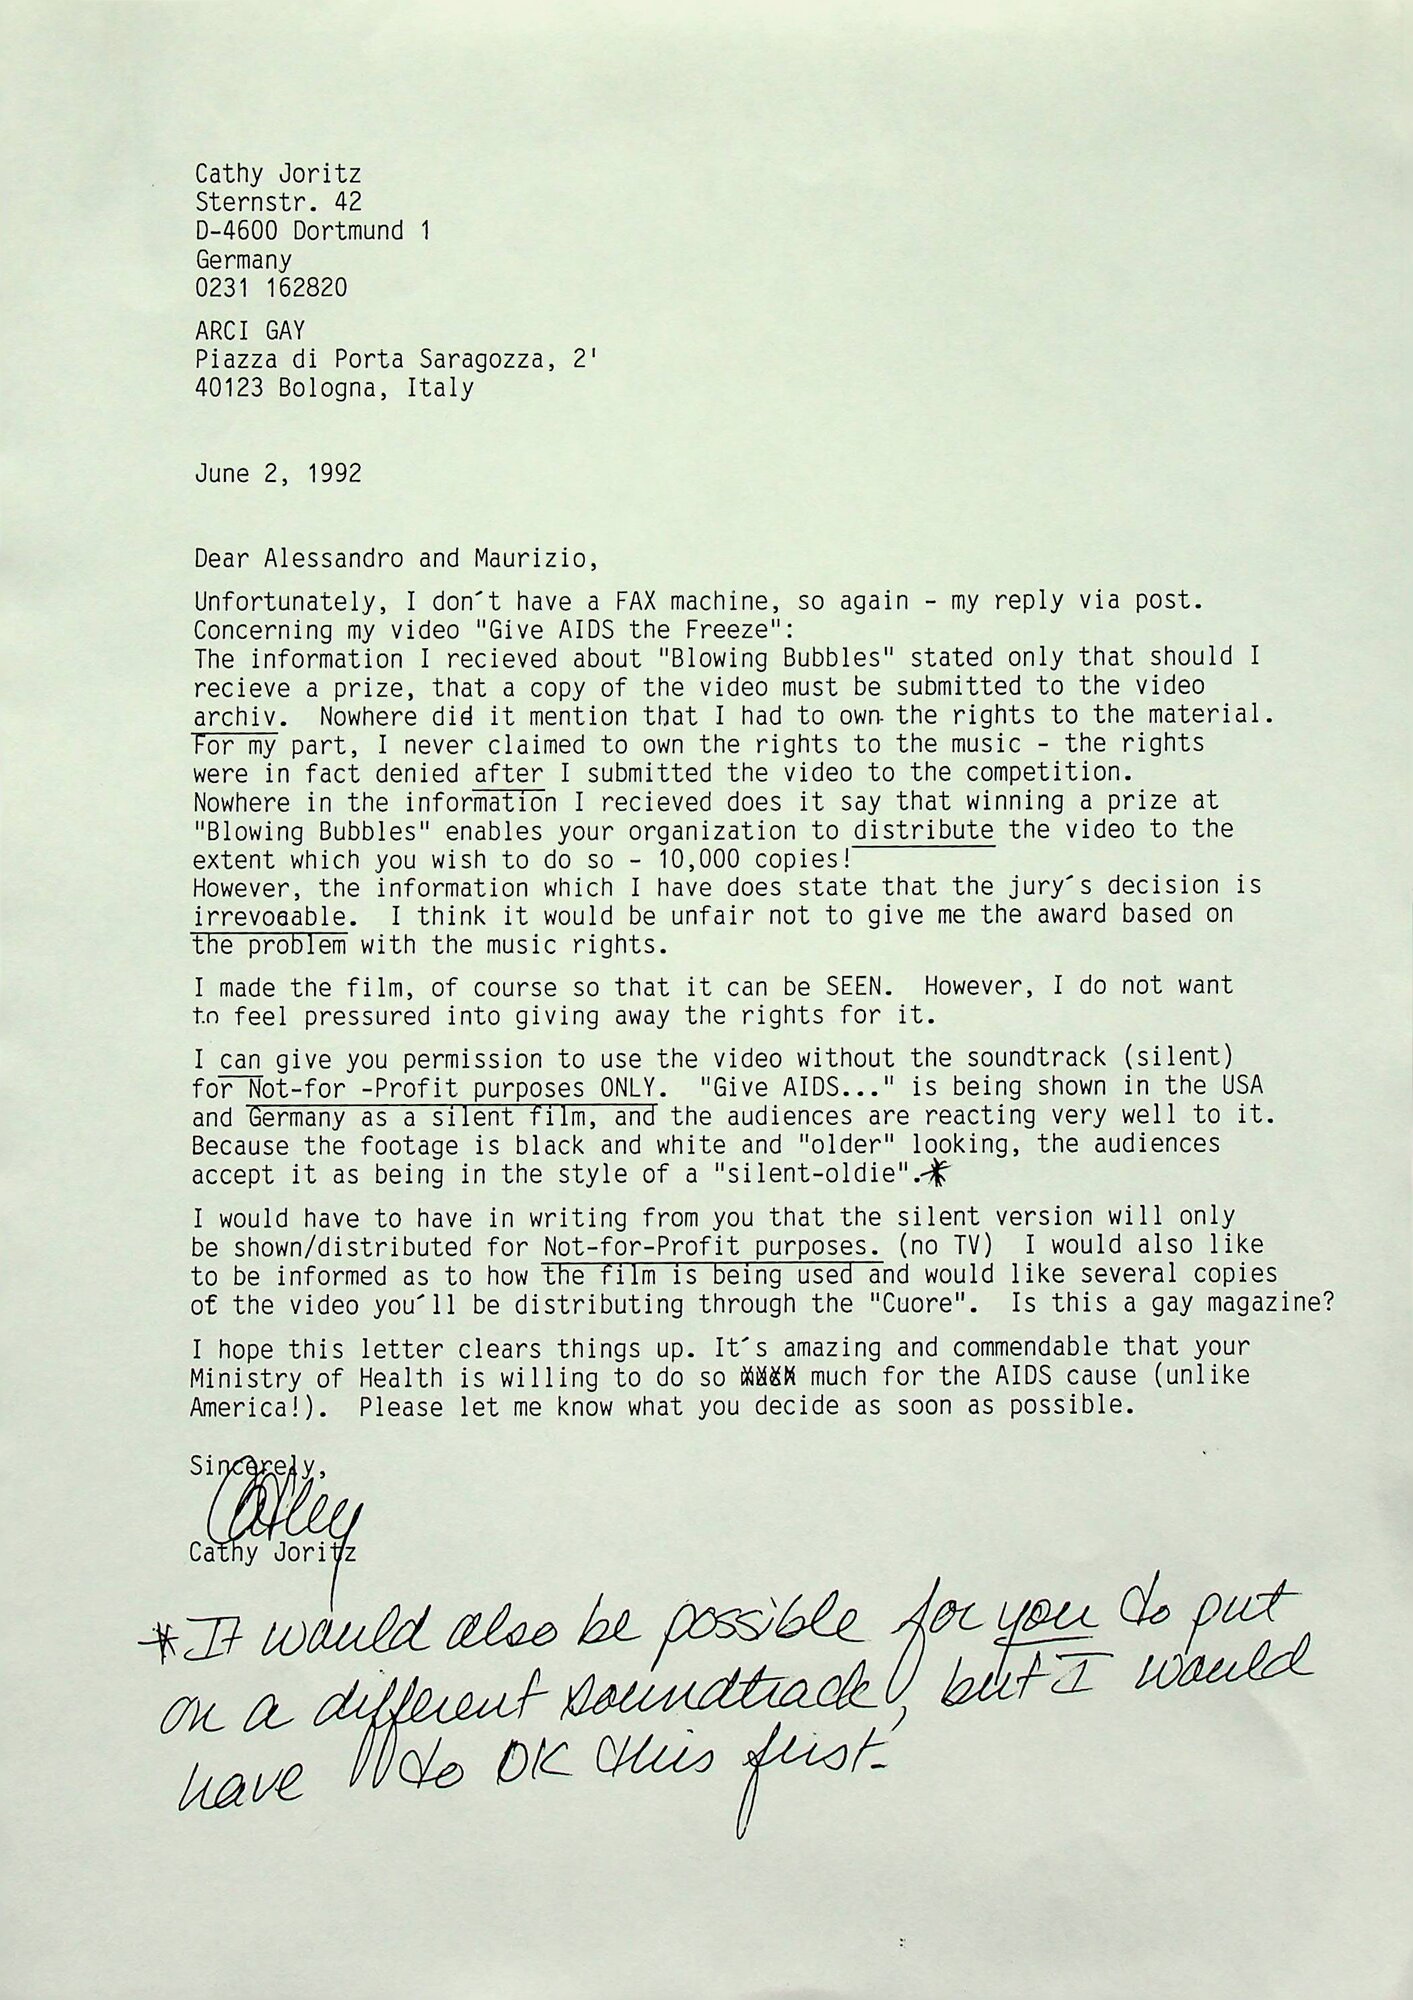 Cathy Joritz
Sternstr. 42
D-4600 Dortmund 1
Germany
0231 162820
ARCI GAY
Piazza di Porta Saragozza, 2'
40123 Bologna, Italy
June 2, 1992
Dear Alessandro and Maurizio,
Unfortunately, I don´t have a FAX machine, so again - my reply via post.
Concerning my video "Give AIDS the Freeze":
The information I recieved about "Blowing Bubbles" stated only that should I
recieve a prize, that a copy of the video must be submitted to the video
archiv. Nowhere did it mention that I had to own the rights to the material.
For my part, I never claimed to own the rights to the music - the rights
were in fact denied after I submitted the video to the competition.
Nowhere in the information I recieved does it say that winning a prize at
"Blowing Bubbles" enables your organization to distribute the video to the
extent which you wish to do so - 10,000 copies!
However, the information which I have does state that the jury´s decision is
irrevocable. I think it would be unfair not to give me the award based on
the problem with the music rights.
I made the film, of course so that it can be SEEN. However, I do not want
to feel pressured into giving away the rights for it.
I can give you permission to use the video without the soundtrack (silent)
for Not-for -Profit purposes ONLY. "Give AIDS..." is being shown in the USA
and Germany as a silent film, and the audiences are reacting very well to it.
Because the footage is black and white and "older" looking, the audiences
accept it as being in the style of a "silent-oldie".*
I would have to have in writing from you that the silent version will only
be shown/distributed for Not-for-Profit purposes. (no TV) I would also like
to be informed as to how the film is being used and would like several copies
of the video you´ll be distributing through the "Cuore". Is this a gay magazine?
I hope this letter clears things up. It´s amazing and commendable that your
Ministry of Health is willing to do so much for the AIDS cause (unlike
America!). Please let me know what you decide as soon as possible.
Sincerely,
Cathy
Cathy Joritz
*It would also be possible for you to put
on a different soundtrack, but I would
have to OK this first.